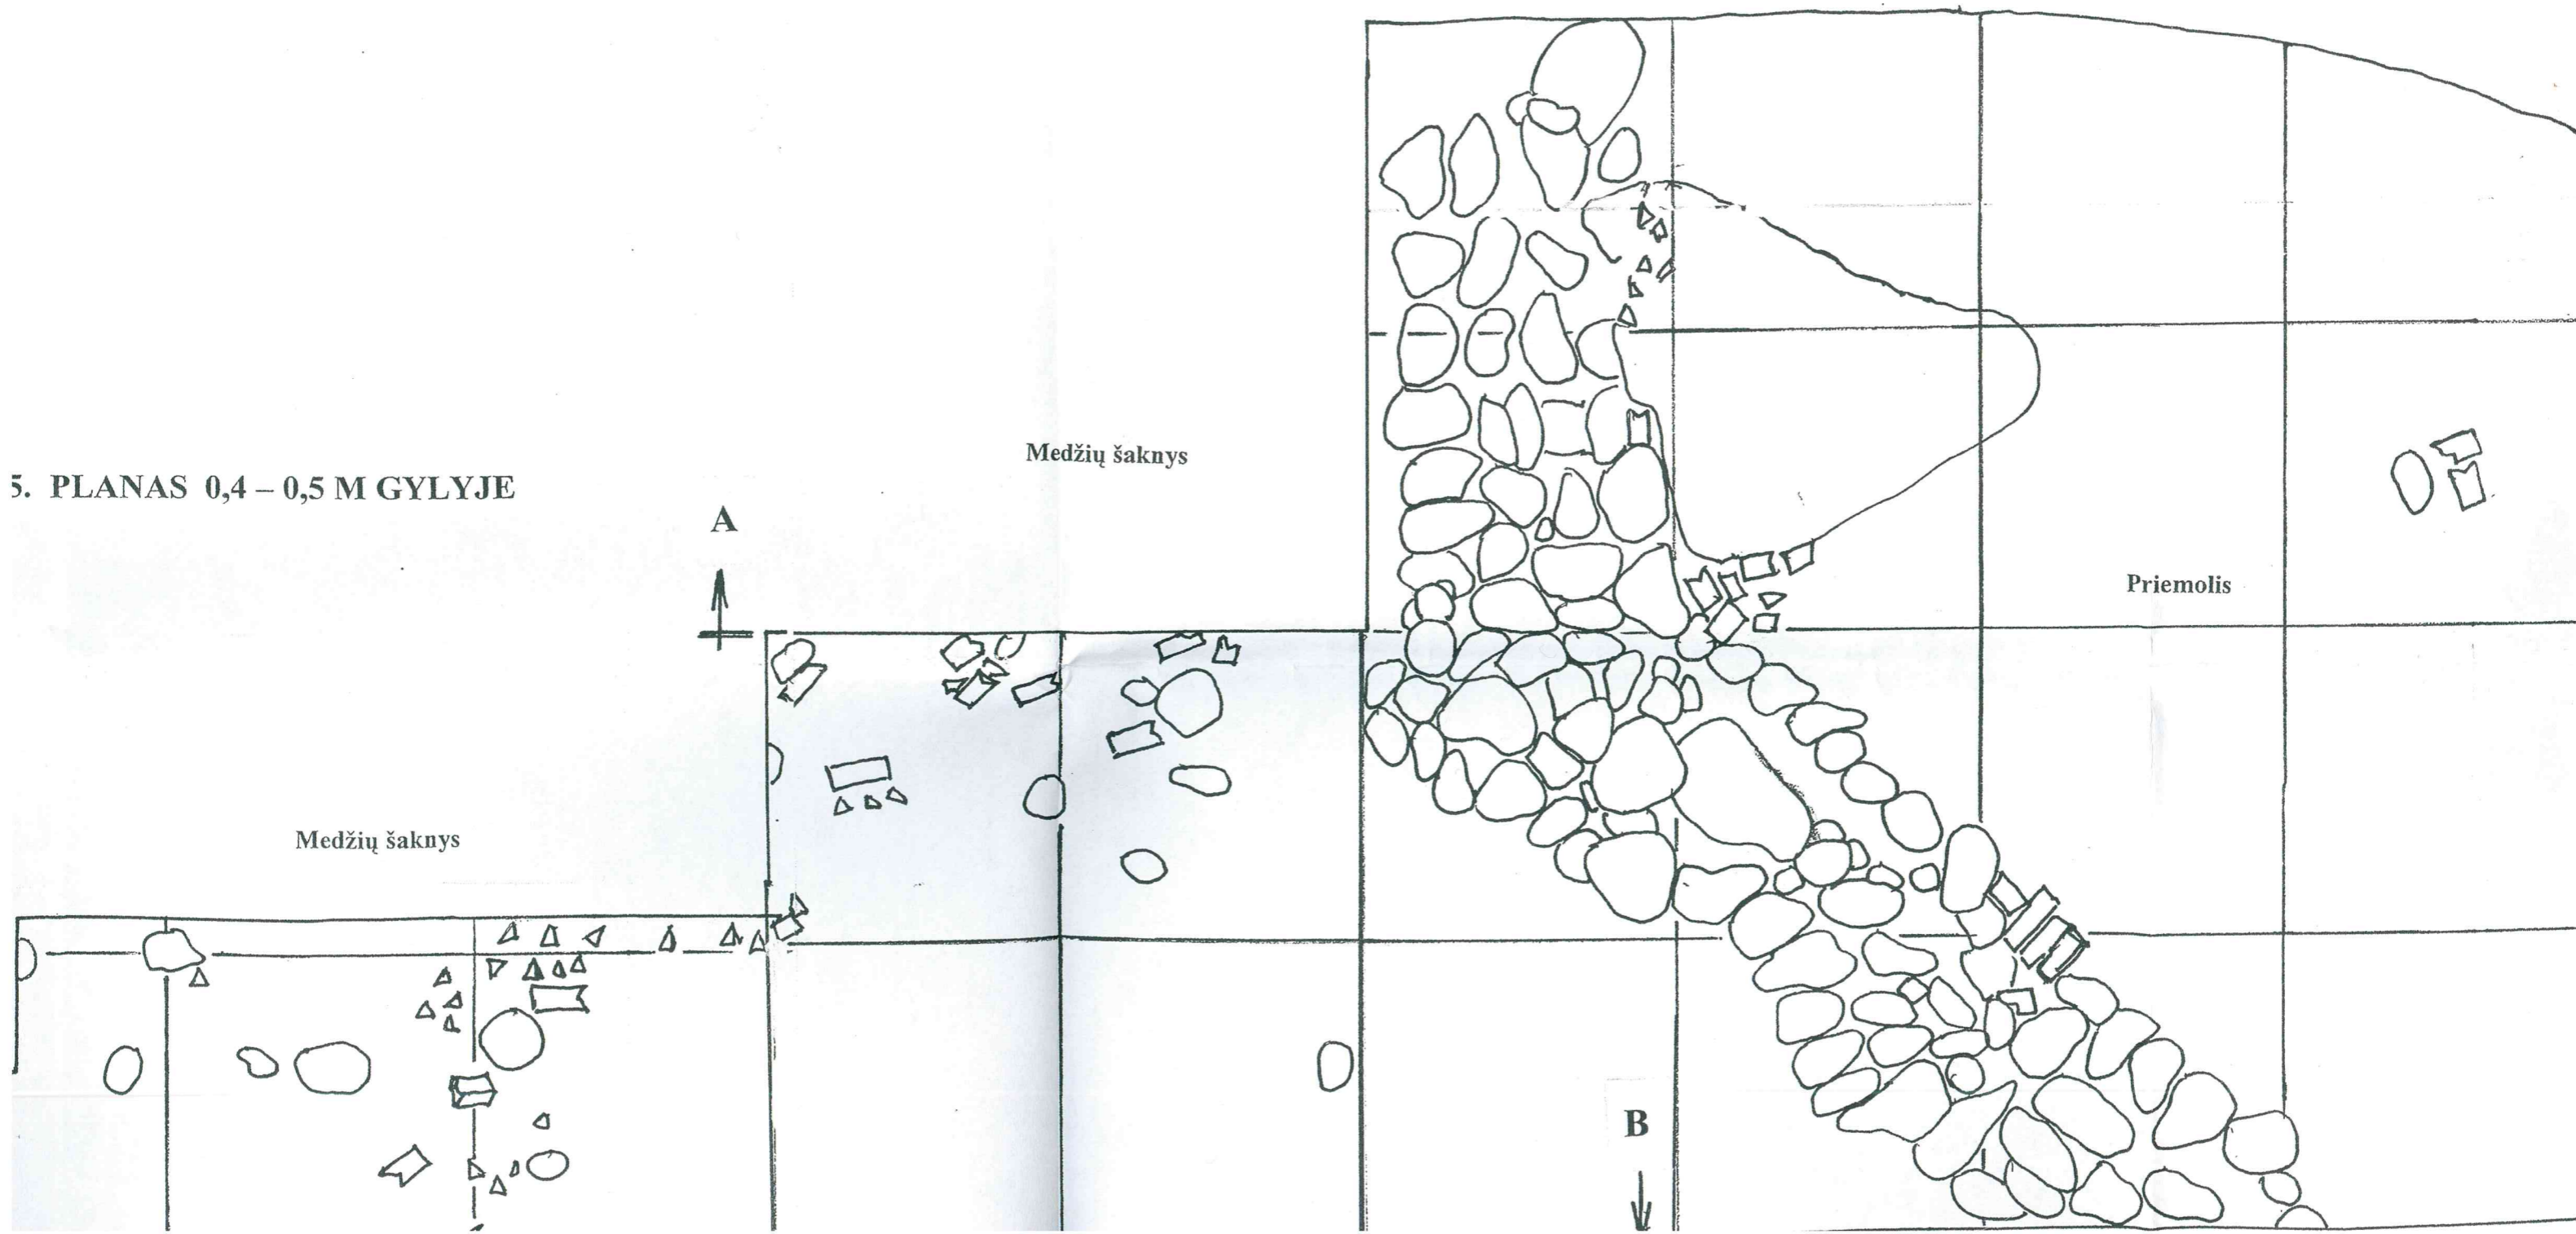 5. PLANAS 0,4 – 0,5 M GYLYJE
A
Medžių šaknys
Medžių šaknys
Priemolis
B